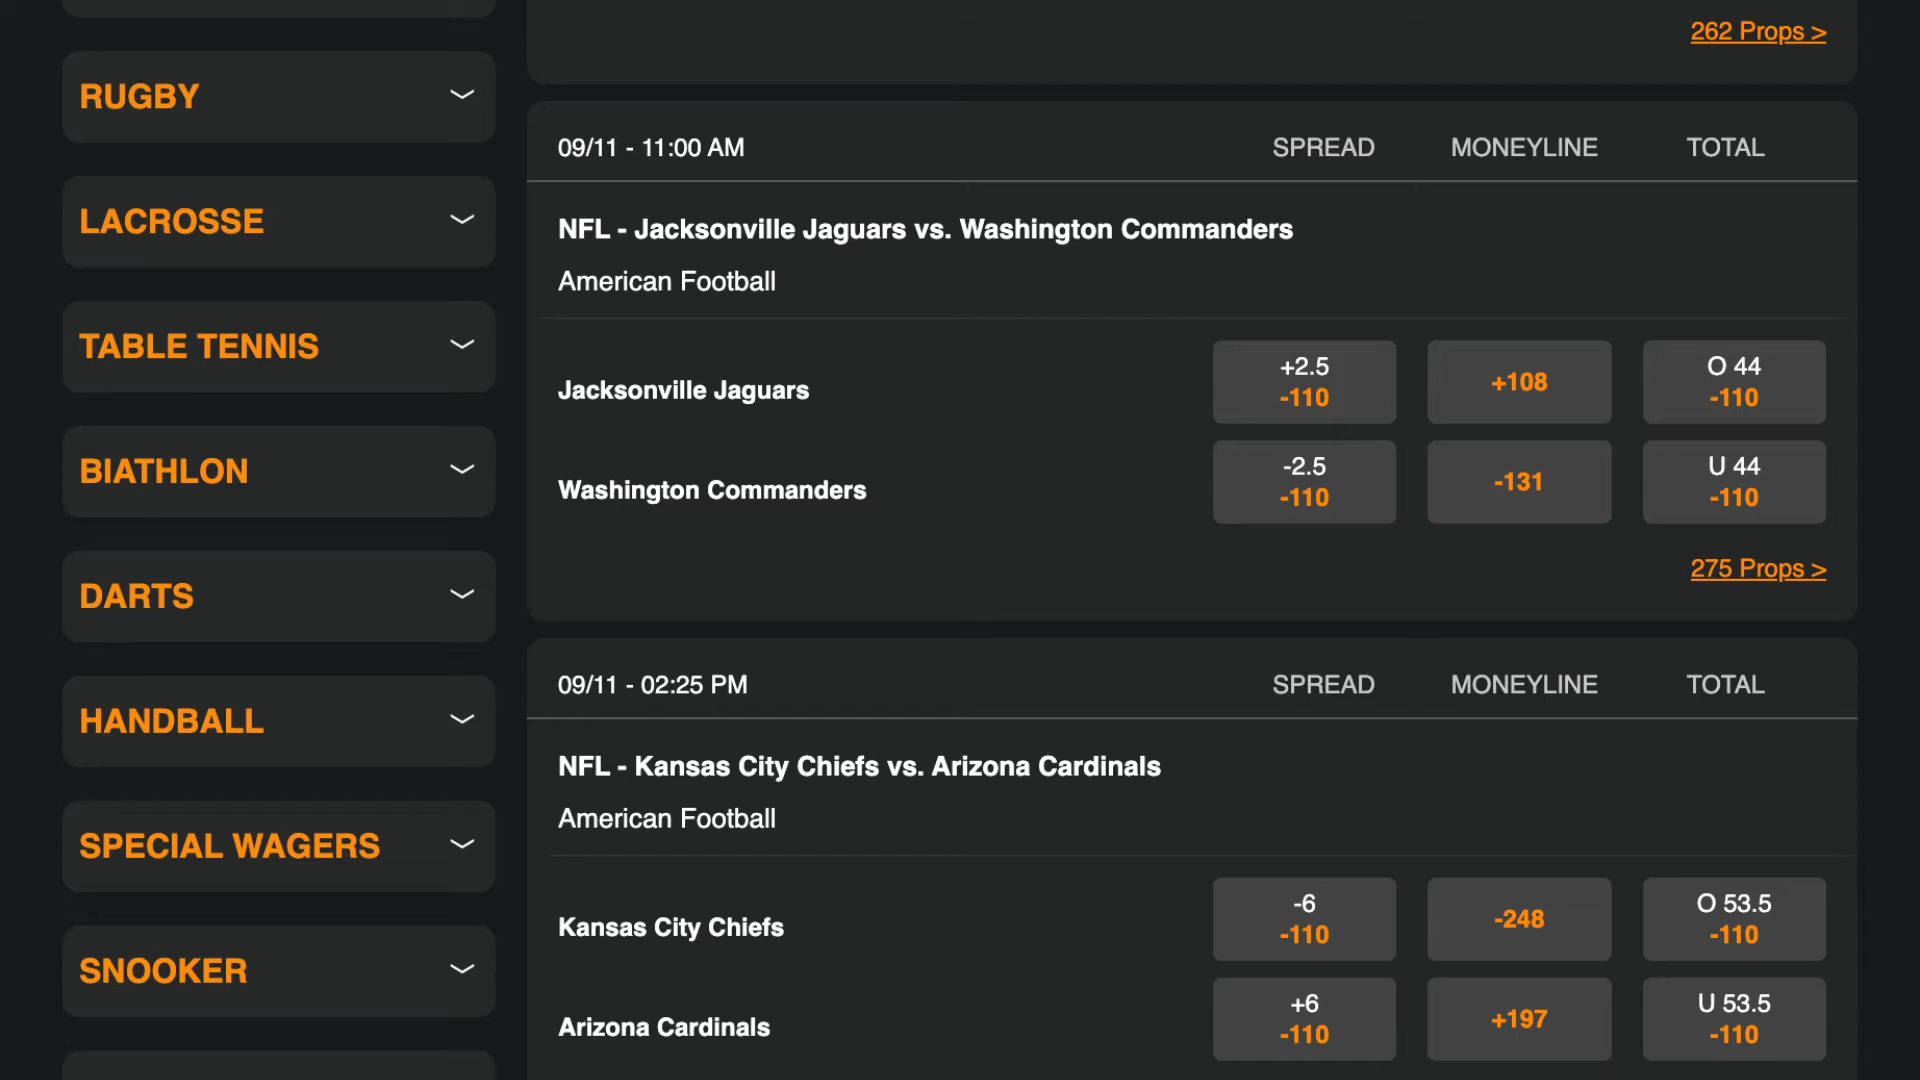 262 Props >
RUGBY
LACROSSE
TABLE TENNIS
BIATHLON
DARTS
HANDBALL
SPECIAL WAGERS
SNOOKER
09/11 - 11:00 AM SPREAD MONEYLINE TOTAL
NFL - Jacksonville Jaguars vs. Washington Commanders
American Football
Jacksonville Jaguars
+2.5
-110
+108
O 44
-110
Washington Commanders
-2.5
-110
-131
U 44
-110
275 Props >
09/11 - 02:25 PM SPREAD MONEYLINE TOTAL
NFL - Kansas City Chiefs vs. Arizona Cardinals
American Football
Kansas City Chiefs
-6
-110
-248
O 53.5
-110
Arizona Cardinals
+6
-110
+197
U 53.5
-110